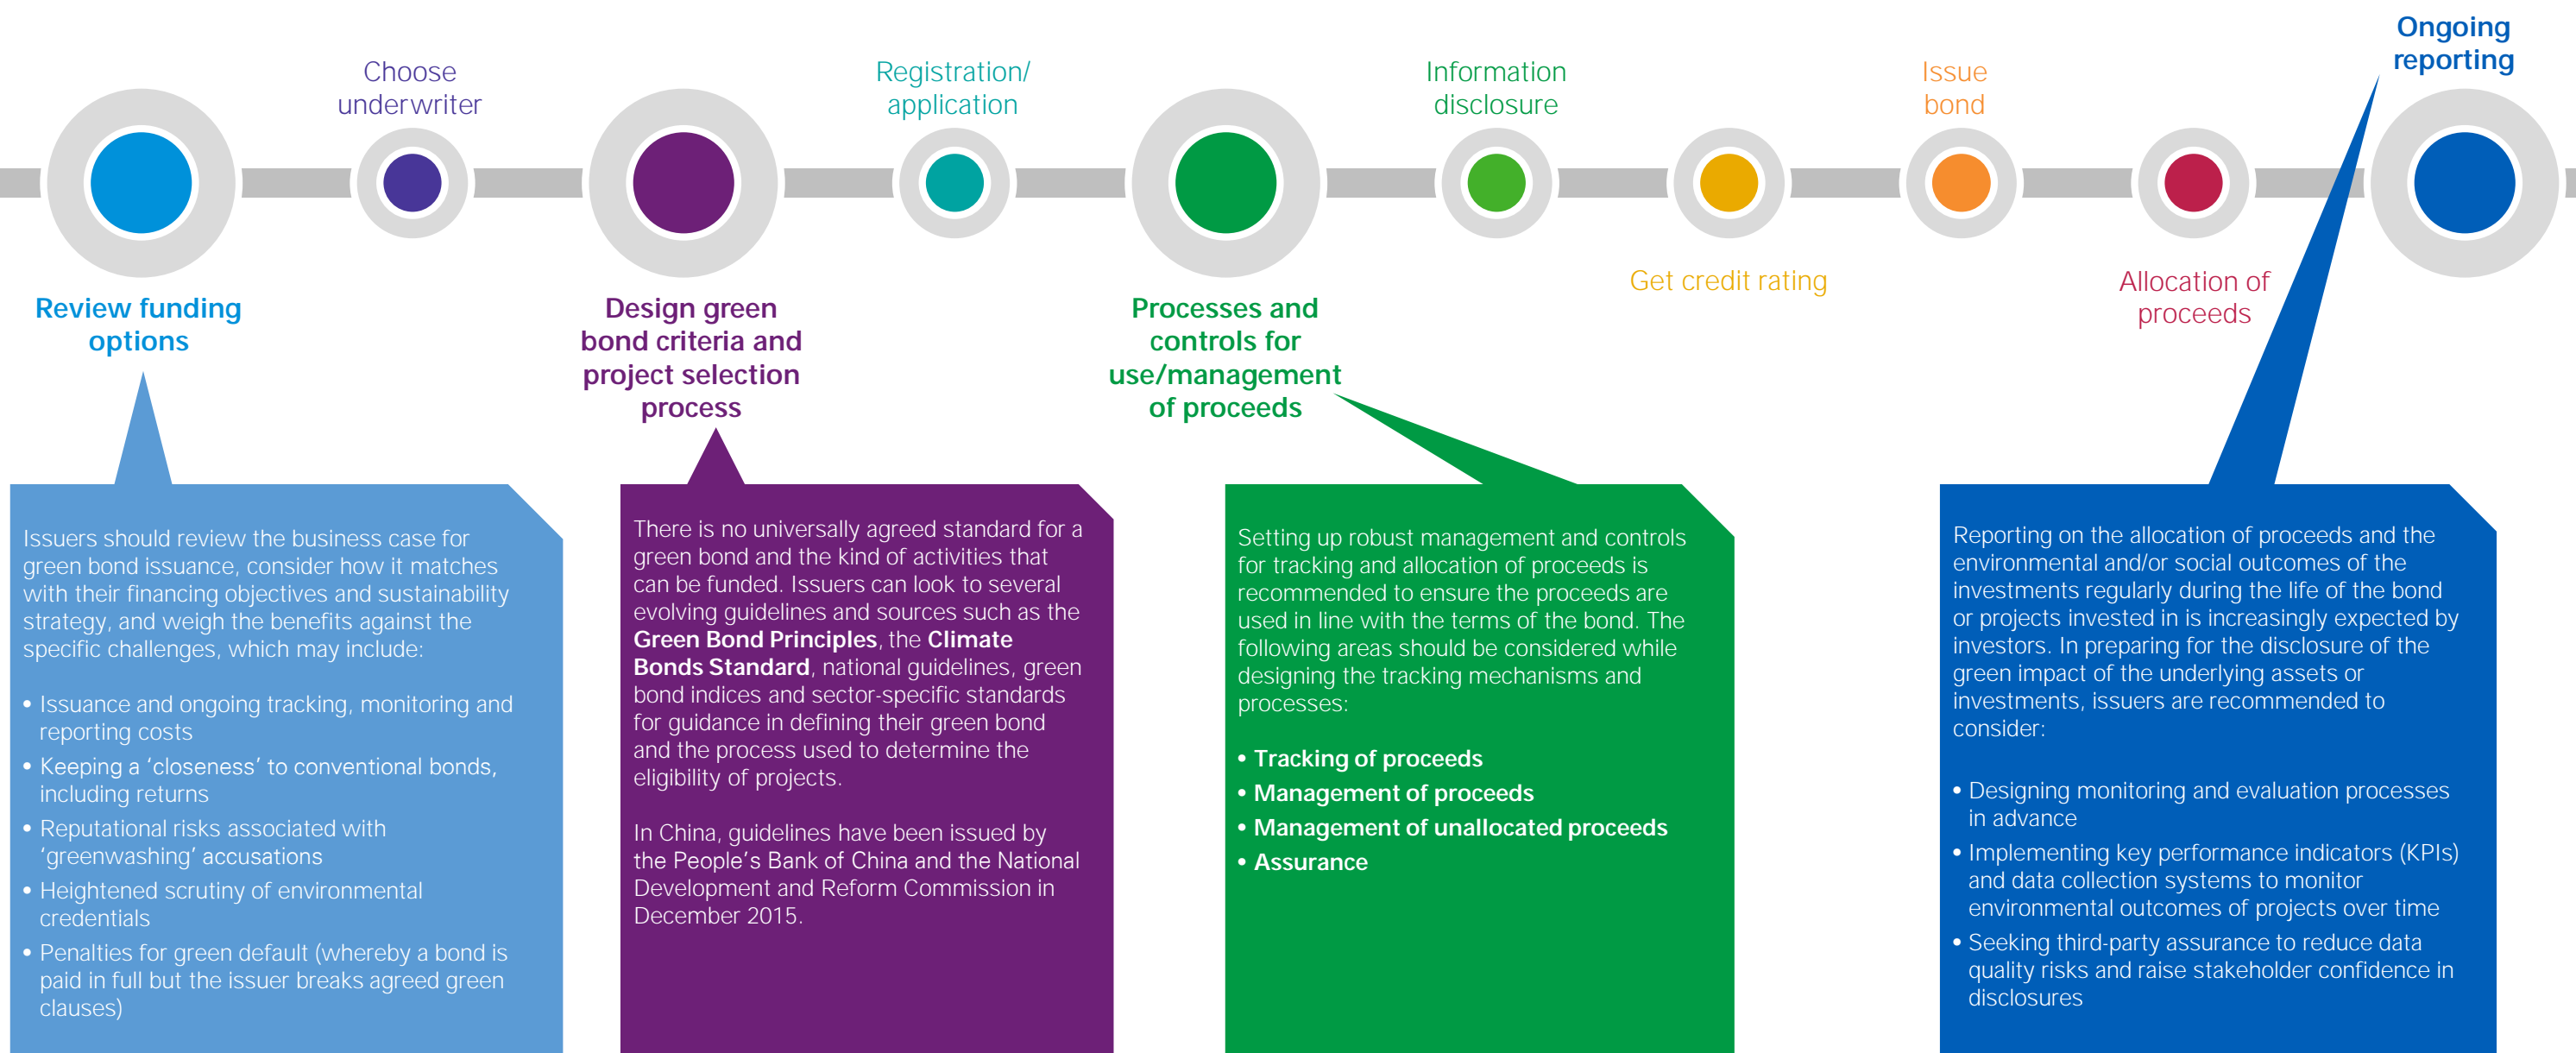 Review funding
options
Choose
underwriter
Design green
bond criteria and
project selection
process
Registration/
application
Processes and
controls for
use/management
of proceeds
Information
disclosure
Get credit rating
Issue
bond
Allocation of
proceeds
Ongoing
reporting
Issuers should review the business case for
green bond issuance, consider how it matches
with their financing objectives and sustainability
strategy, and weigh the benefits against the
specific challenges, which may include:
• Issuance and ongoing tracking, monitoring and
reporting costs
• Keeping a ‘closeness’ to conventional bonds,
including returns
• Reputational risks associated with
‘greenwashing’ accusations
• Heightened scrutiny of environmental
credentials
• Penalties for green default (whereby a bond is
paid in full but the issuer breaks agreed green
clauses)
There is no universally agreed standard for a
green bond and the kind of activities that
can be funded. Issuers can look to several
evolving guidelines and sources such as the
Green Bond Principles, the Climate
Bonds Standard, national guidelines, green
bond indices and sector-specific standards
for guidance in defining their green bond
and the process used to determine the
eligibility of projects.
In China, guidelines have been issued by
the People’s Bank of China and the National
Development and Reform Commission in
December 2015.
Setting up robust management and controls
for tracking and allocation of proceeds is
recommended to ensure the proceeds are
used in line with the terms of the bond. The
following areas should be considered while
designing the tracking mechanisms and
processes:
• Tracking of proceeds
• Management of proceeds
• Management of unallocated proceeds
• Assurance
Reporting on the allocation of proceeds and the
environmental and/or social outcomes of the
investments regularly during the life of the bond
or projects invested in is increasingly expected by
investors. In preparing for the disclosure of the
green impact of the underlying assets or
investments, issuers are recommended to
consider:
• Designing monitoring and evaluation processes
in advance
• Implementing key performance indicators (KPIs)
and data collection systems to monitor
environmental outcomes of projects over time
• Seeking third-party assurance to reduce data
quality risks and raise stakeholder confidence in
disclosures